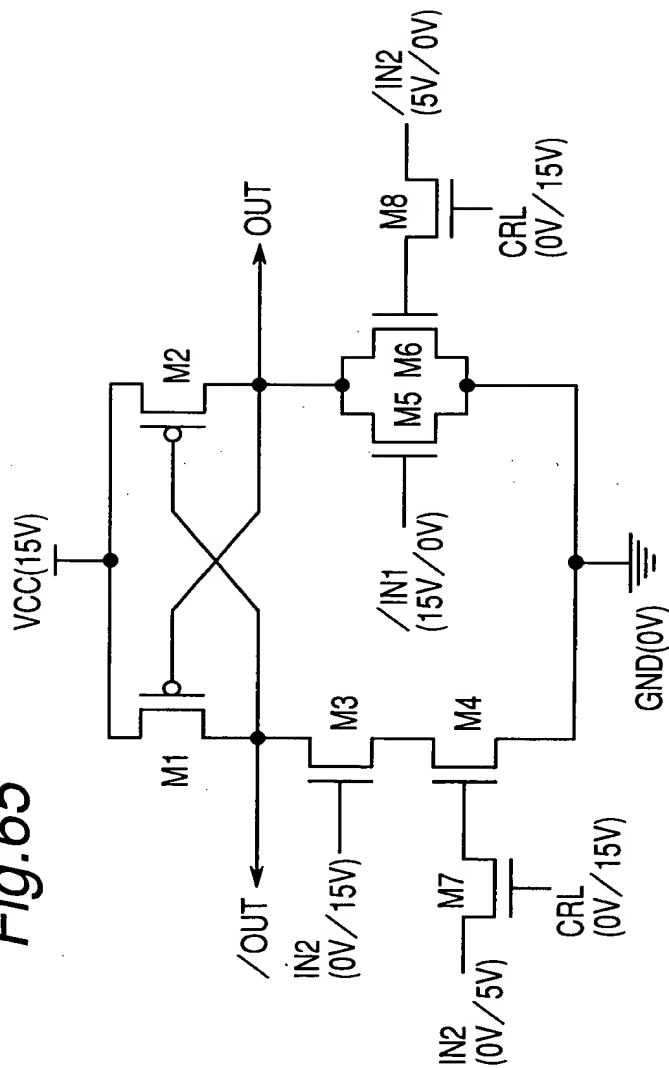 Fig.65
VCC(15V)
M1
M2
/OUT
OUT
IN2
(0V/15V)
M3
M4
M5
M6
/IN1
(15V/0V)
M8
/IN2
(5V/0V)
CRL
(0V/15V)
M7
IN2
(0V/5V)
CRL
(0V/15V)
GND(0V)